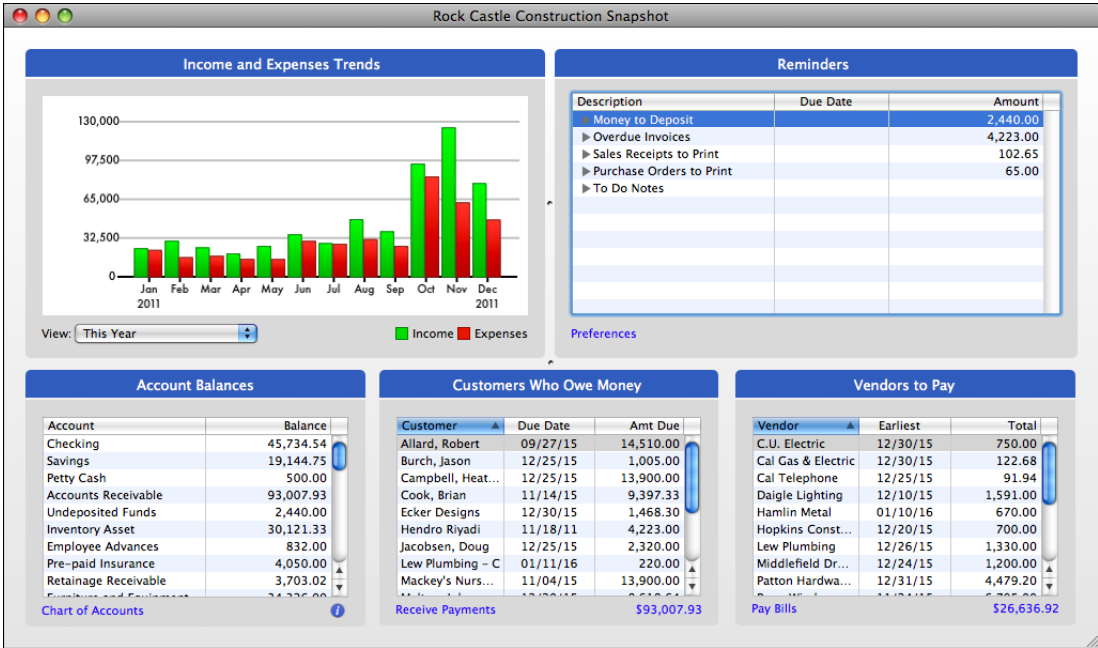 Rock Castle Construction Snapshot
Income and Expenses Trends
130,000
97,500
65,000
32,500
0
Jan Feb Mar Apr May Jun Jul Aug Sep Oct Nov Dec
2011 2011
View: This Year
Income Expenses
Reminders
Description Due Date Amount
Money to Deposit 2,440.00
Overdue Invoices 4,223.00
Sales Receipts to Print 102.65
Purchase Orders to Print 65.00
To Do Notes
Preferences
Account Balances
Account Balance
Checking 45,734.54
Savings 19,144.75
Petty Cash 500.00
Accounts Receivable 93,007.93
Undeposited Funds 2,440.00
Inventory Asset 30,121.33
Employee Advances 832.00
Pre-paid Insurance 4,050.00
Retainage Receivable 3,703.02
Chart of Accounts
Customers Who Owe Money
Customer Due Date Amt Due
Allard, Robert 09/27/15 14,510.00
Burch, Jason 12/25/15 1,005.00
Campbell, Heat... 12/25/15 13,900.00
Cook, Brian 11/14/15 9,397.33
Ecker Designs 12/30/15 1,468.30
Hendro Riyadi 11/18/11 4,223.00
Jacobsen, Doug 12/25/15 2,320.00
Lew Plumbing - C 01/11/16 220.00
Mackey's Nurs... 11/04/15 13,900.00
Receive Payments $93,007.93
Vendors to Pay
Vendor Earliest Total
C.U. Electric 12/30/15 750.00
Cal Gas & Electric 12/30/15 122.68
Cal Telephone 12/25/15 91.94
Daigle Lighting 12/10/15 1,591.00
Hamlin Metal 01/10/16 670.00
Hopkins Const... 12/20/15 700.00
Lew Plumbing 12/26/15 1,330.00
Middlefield Dr... 12/24/15 1,200.00
Patton Hardwa... 12/31/15 4,479.20
Pay Bills $26,636.92